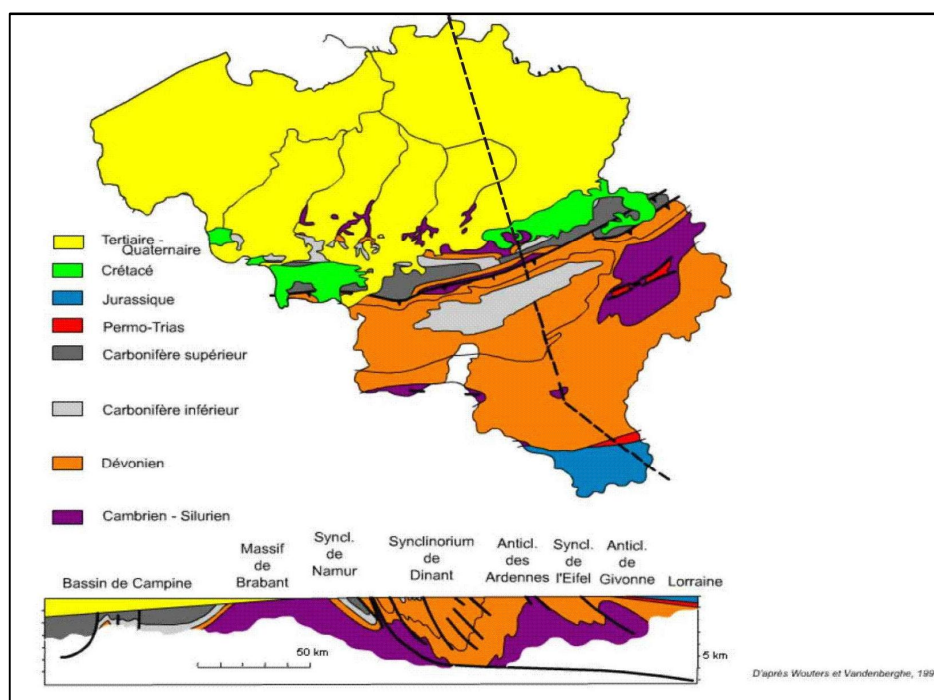 Tertiaire -
Quaternaire
Crétacé
Jurassique
Permo-Trias
Carbonifère supérieur
Carbonifère inférieur
Dévonien
Cambrien - Silurien
Bassin de Campine
Massif
de
Brabant
Syncl.
de
Namur
Synclinorium
de
Dinant
Anticl.
des
Ardennes
Syncl.
de
l'Eifel
Anticl.
de
Givonne
Lorraine
50 km
5 km
D'après Wouters et Vandenberghe, 199